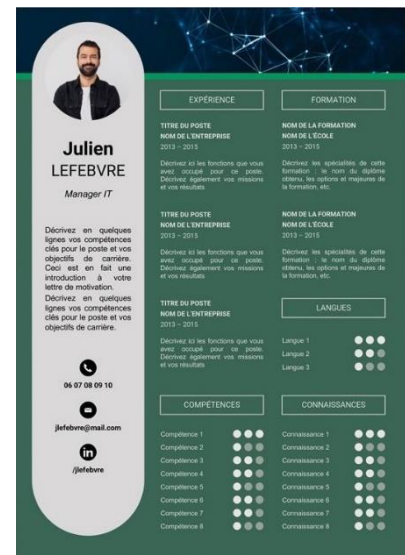 Julien
LEFEBVRE
Manager IT
Décrivez en quelques
lignes vos compétences
clés pour le poste et vos
objectifs de carrière.
Ceci est en fait une
introduction à votre
lettre de motivation.
Décrivez en quelques
lignes vos compétences
clés pour le poste et vos
objectifs de carrière.
06 07 08 09 10
jlefebvre@mail.com
in
/jlefebvre
EXPÉRIENCE
TITRE DU POSTE
NOM DE L'ENTREPRISE
2013 – 2015
Décrivez ici les fonctions que vous
avez occupé pour ce poste.
Décrivez également vos missions
et vos résultats
TITRE DU POSTE
NOM DE L'ENTREPRISE
2013 – 2015
Décrivez ici les fonctions que vous
avez occupé pour ce poste.
Décrivez également vos missions
et vos résultats
TITRE DU POSTE
NOM DE L'ENTREPRISE
2013 – 2015
Décrivez ici les fonctions que vous
avez occupé pour ce poste.
Décrivez également vos missions
et vos résultats
COMPÉTENCES
Compétence 1
Compétence 2
Compétence 3
Compétence 4
Compétence 5
Compétence 6
Compétence 7
Compétence 8
FORMATION
NOM DE LA FORMATION
NOM DE L'ÉCOLE
2013 – 2015
Décrivez ici les spécialités de cette
formation : le nom du diplôme
obtenu, les options et majeures de
la formation, etc.
NOM DE LA FORMATION
NOM DE L'ÉCOLE
2013 – 2015
Décrivez ici les spécialités de cette
formation : le nom du diplôme
obtenu, les options et majeures de
la formation, etc.
LANGUES
Langue 1
Langue 2
Langue 3
CONNAISSANCES
Connaissance 1
Connaissance 2
Connaissance 3
Connaissance 4
Connaissance 5
Connaissance 6
Connaissance 7
Connaissance 8